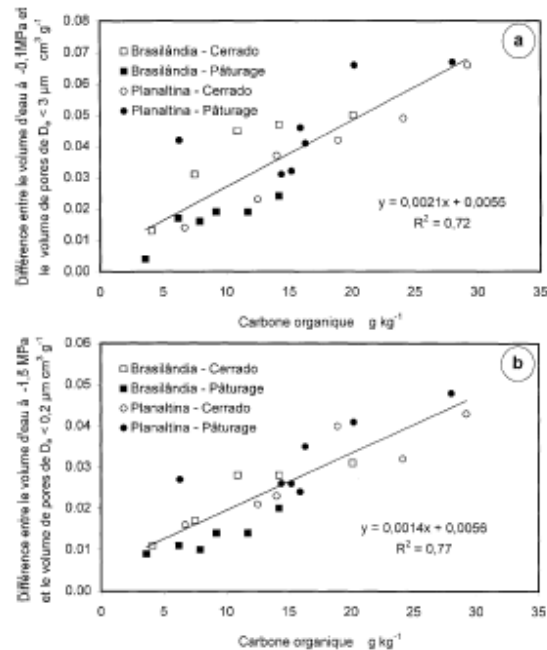 Différence entre le volume d'eau à -0,1MPa et
le volume de pores de Dₑ < 3 µm cm³ g⁻¹
a
0.08
0.07
0.06
0.05
0.04
0.03
0.02
0.01
0.00
Brasilândia - Cerrado
Brasilândia - Pâturage
Planaltina - Cerrado
Planaltina - Pâturage
y = 0,0021x + 0,0055
R² = 0,72
0 5 10 15 20 25 30 35
Carbone organique g kg⁻¹
Différence entre le volume d'eau à -1,5 MPa
et le volume de pores de Dₑ < 0,2 µm cm³ g⁻¹
b
0.06
0.05
0.04
0.03
0.02
0.01
0.00
Brasilândia - Cerrado
Brasilândia - Pâturage
Planaltina - Cerrado
Planaltina - Pâturage
y = 0,0014x + 0,0056
R² = 0,77
0 5 10 15 20 25 30 35
Carbone organique g kg⁻¹